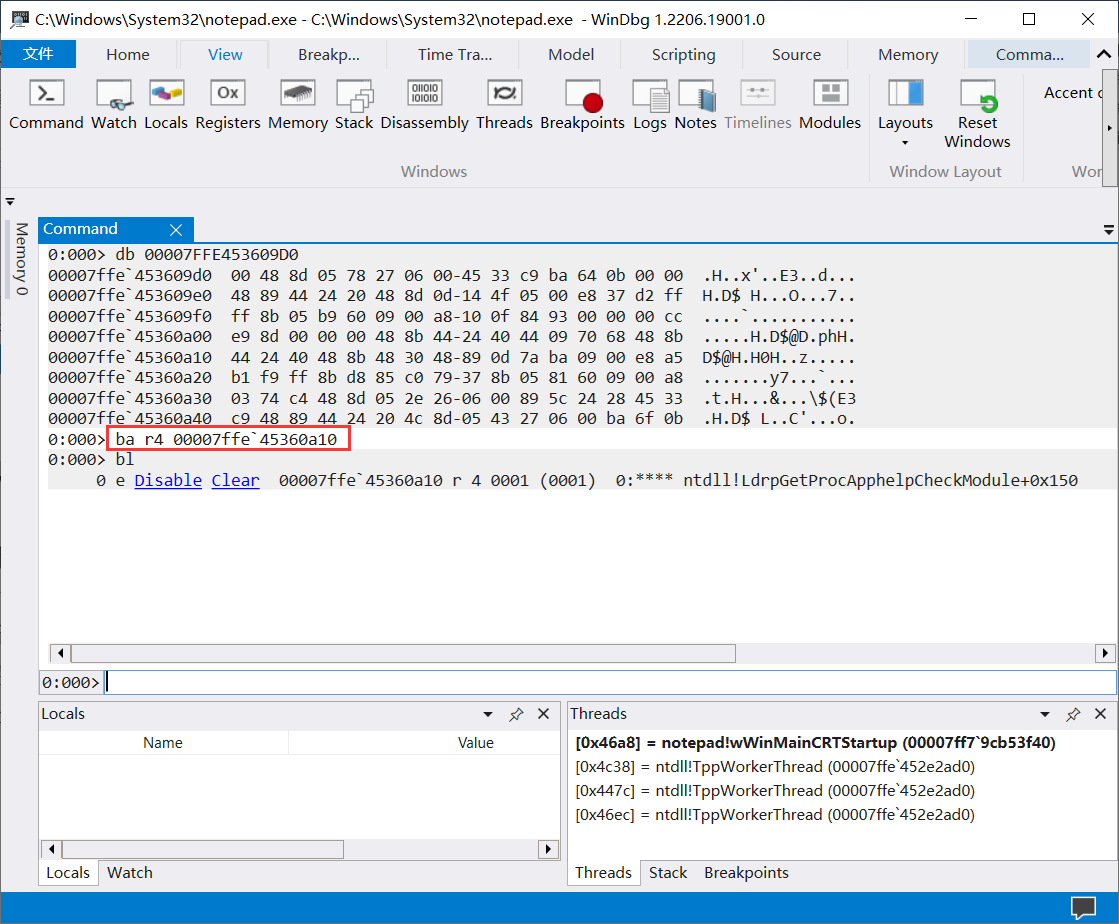 C:\Windows\System32\notepad.exe - C:\Windows\System32\notepad.exe - WinDbg 1.2206.19001.0
文件 Home View Breakp... Time Tra... Model Scripting Source Memory Comma...
Command Watch Locals Registers Memory Stack Disassembly Threads Breakpoints Logs Notes Timelines Modules Layouts Reset Windows Accent c
Windows Window Layout Wor
Memory 0
Command
0:000> db 00007FFE453609D0
00007ffe`453609d0  00 48 8d 05 78 27 06 00-45 33 c9 ba 64 0b 00 00  .H..x'..E3..d...
00007ffe`453609e0  48 89 44 24 20 48 8d 0d-14 4f 05 00 e8 37 d2 ff  H.D$ H...O...7..
00007ffe`453609f0  ff 8b 05 b9 60 09 00 a8-10 0f 84 93 00 00 00 cc  ....`...........
00007ffe`45360a00  e9 8d 00 00 00 48 8b 44-24 40 44 09 70 68 48 8b  .....H.D$@D.phH.
00007ffe`45360a10  44 24 40 48 8b 48 30 48-89 0d 7a ba 09 00 e8 a5  D$@H.H0H..z.....
00007ffe`45360a20  b1 f9 ff 8b d8 85 c0 79-37 8b 05 81 60 09 00 a8  .......y7...`...
00007ffe`45360a30  03 74 c4 48 8d 05 2e 26-06 00 89 5c 24 28 45 33  .t.H...&...\$(E3
00007ffe`45360a40  c9 48 89 44 24 20 4c 8d-05 43 27 06 00 ba 6f 0b  .H.D$ L..C'...o.
0:000> ba r4 00007ffe`45360a10
0:000> bl
0 e Disable Clear  00007ffe`45360a10 r 4 0001 (0001)  0:**** ntdll!LdrpGetProcApphelpCheckModule+0x150
0:000>
Locals
Name Value
Locals Watch
Threads
[0x46a8] = notepad!wWinMainCRTStartup (00007ff7`9cb53f40)
[0x4c38] = ntdll!TppWorkerThread (00007ffe`452e2ad0)
[0x447c] = ntdll!TppWorkerThread (00007ffe`452e2ad0)
[0x46ec] = ntdll!TppWorkerThread (00007ffe`452e2ad0)
Threads Stack Breakpoints